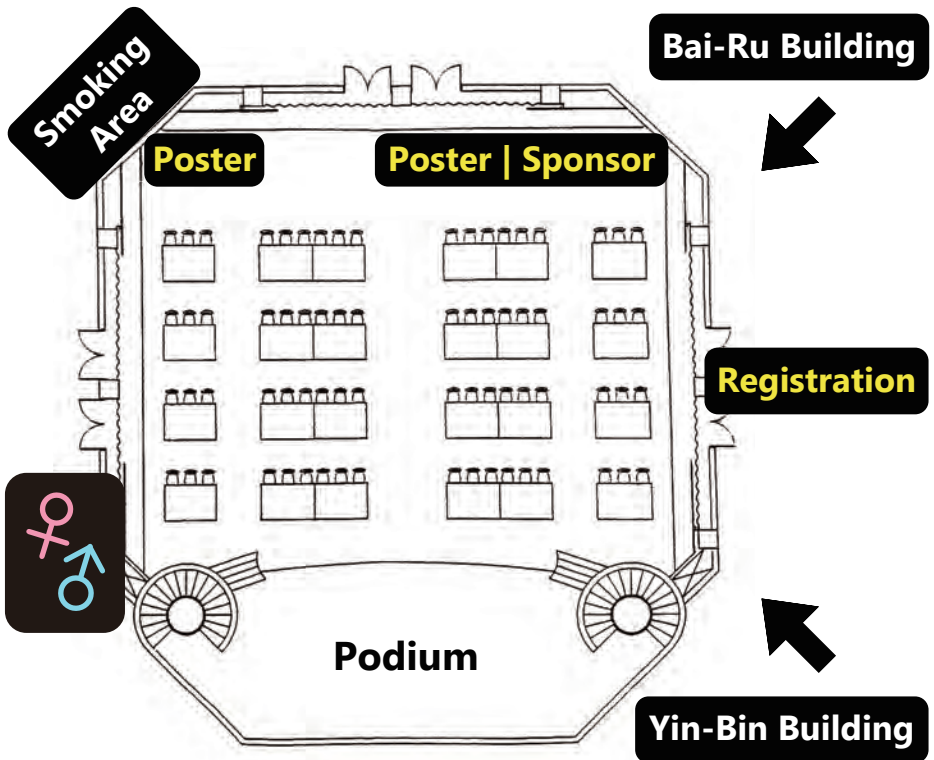 Smoking
Area
Bai-Ru Building
Poster
Poster | Sponsor
Registration
Podium
Yin-Bin Building